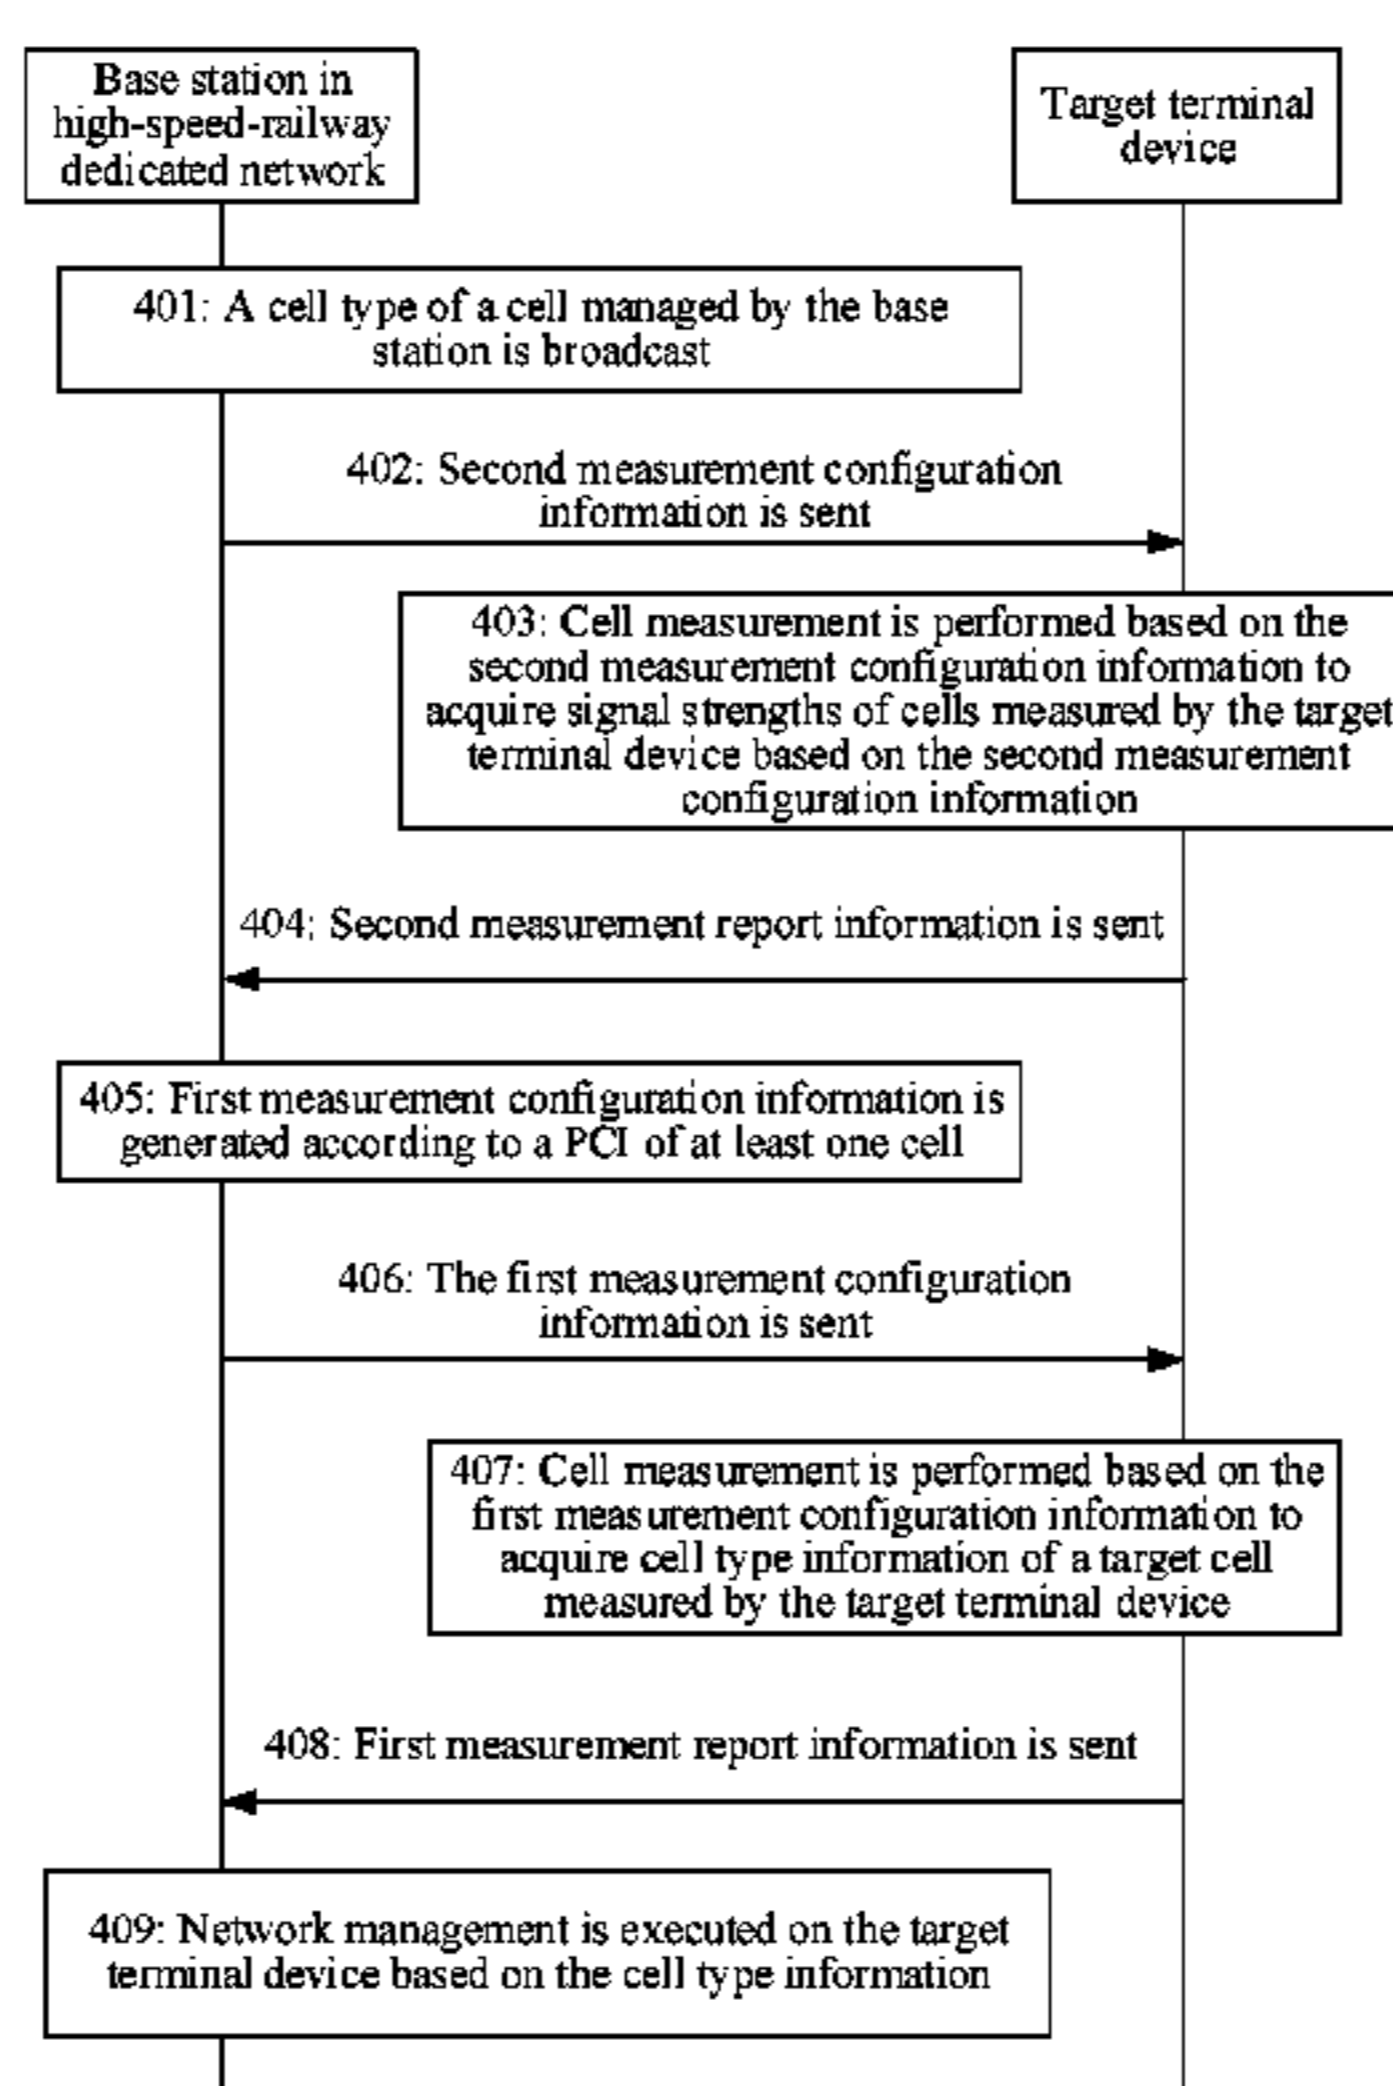 Base station in
high-speed-railway
dedicated network
Target terminal
device
401: A cell type of a cell managed by the base
station is broadcast
402: Second measurement configuration
information is sent
403: Cell measurement is performed based on the
second measurement configuration information to
acquire signal strengths of cells measured by the target
terminal device based on the second measurement
configuration information
404: Second measurement report information is sent
405: First measurement configuration information is
generated according to a PCI of at least one cell
406: The first measurement configuration
information is sent
407: Cell measurement is performed based on the
first measurement configuration information to
acquire cell type information of a target cell
measured by the target terminal device
408: First measurement report information is sent
409: Network management is executed on the target
terminal device based on the cell type information